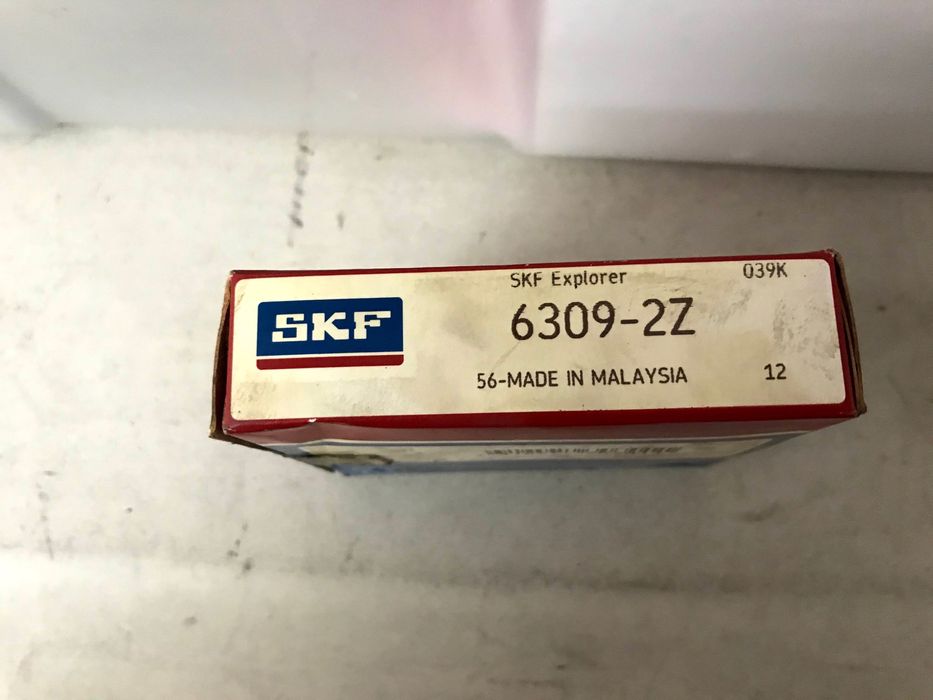 SKF
SKF Explorer
039K
6309-2Z
56-MADE IN MALAYSIA
12